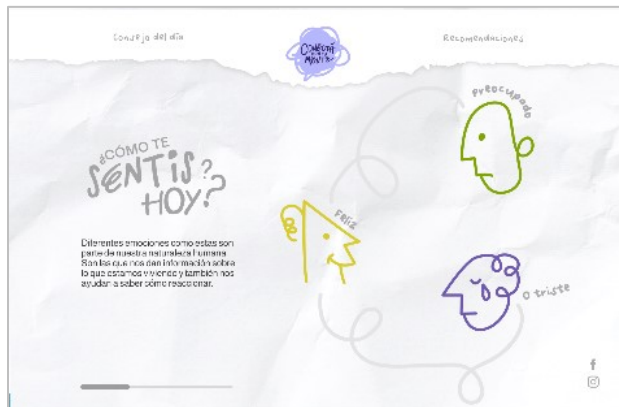 Consejo del día
Recomendaciones
preocupado
¿CÓMO TE
SENTíS?
HOY?
Feliz
Diferentes emociones como estas son
parte de nuestra naturaleza humana
Son las que nos dan información sobre
lo que estamos viviendo y también nos
ayudan a saber cómo reaccionar.
o triste